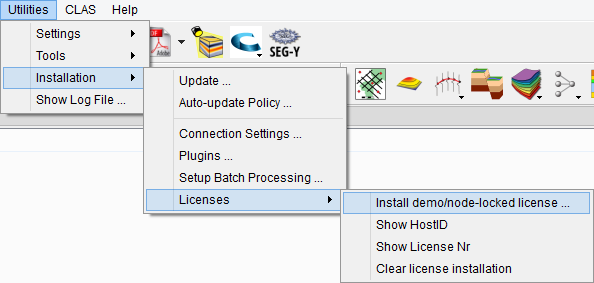 Utilities CLAS Help
Settings
Tools
Installation
Show Log File ...
Adobe
SEG-Y
Update ...
Auto-update Policy ...
Connection Settings ...
Plugins ...
Setup Batch Processing ...
Licenses
Install demo/node-locked license ...
Show HostID
Show License Nr
Clear license installation